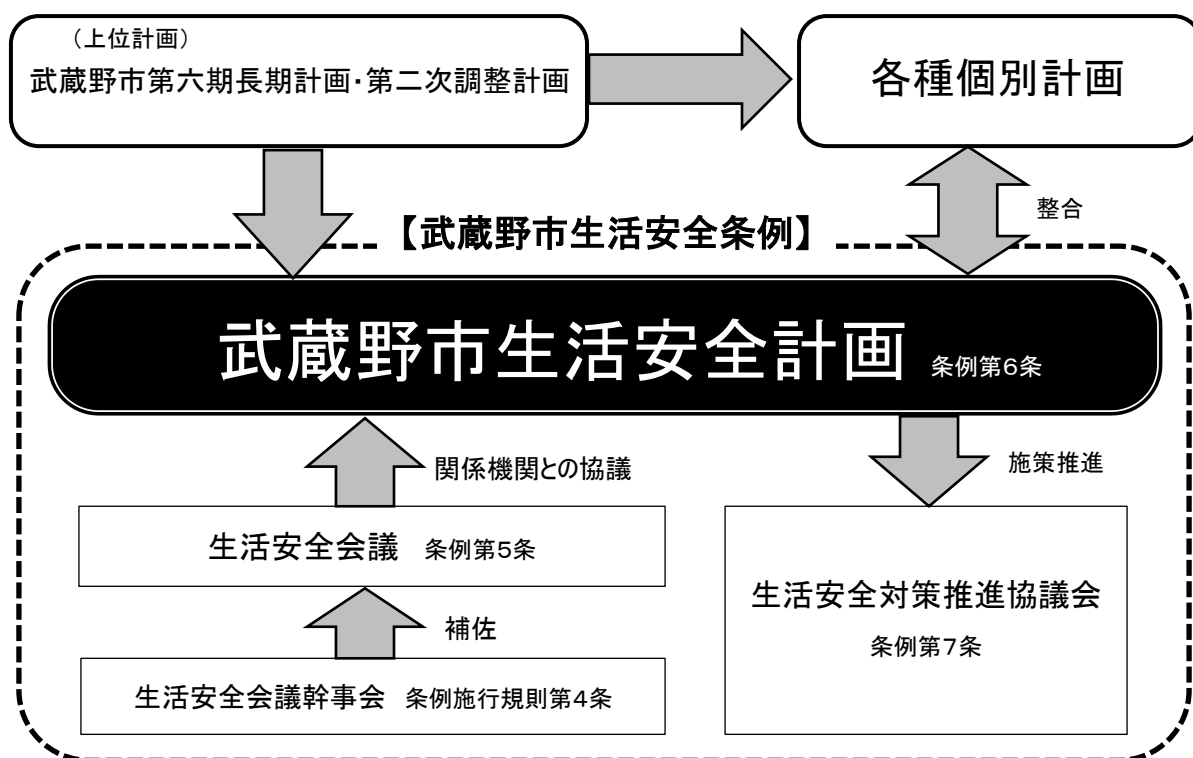 （上位計画）
武蔵野市第六期長期計画・第二次調整計画
各種個別計画
整合
【武蔵野市生活安全条例】
武蔵野市生活安全計画 条例第６条
関係機関との協議
施策推進
生活安全会議 条例第５条
補佐
生活安全会議幹事会 条例施行規則第４条
生活安全対策推進協議会
条例第７条